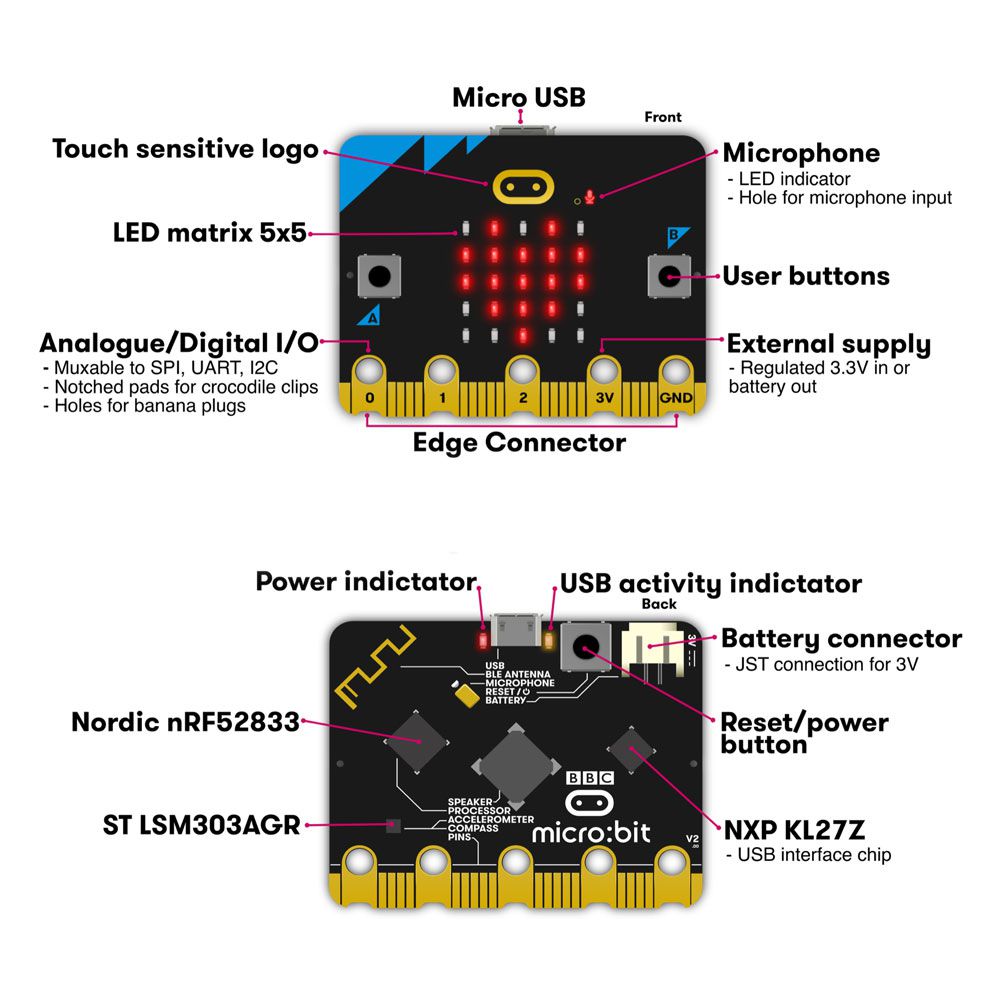 Micro USB
Front
Touch sensitive logo
Microphone
- LED indicator
- Hole for microphone input
LED matrix 5x5
B
User buttons
A
Analogue/Digital I/O
- Muxable to SPI, UART, I2C
- Notched pads for crocodile clips
- Holes for banana plugs
External supply
- Regulated 3.3V in or
battery out
0 1 2 3V GND
Edge Connector
Power indictator
USB activity indictator
Back
Battery connector
- JST connection for 3V
3V
USB
BLE ANTENNA
MICROPHONE
RESET/⏻
BATTERY
Nordic nRF52833
Reset/power
button
BBC
micro:bit
SPEAKER
PROCESSOR
ACCELEROMETER
COMPASS
PINS
ST LSM303AGR
V2
.00
NXP KL27Z
- USB interface chip